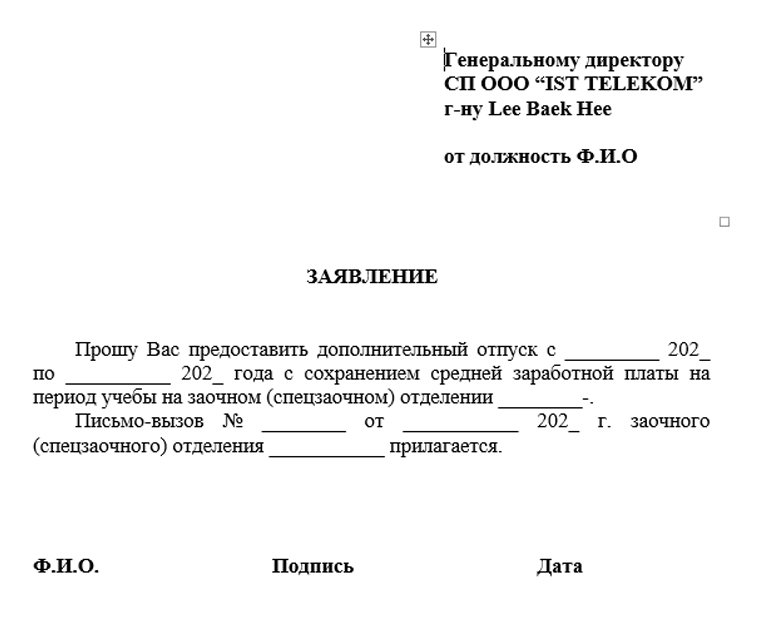 Генеральному директору
СП ООО “IST TELEKOM”
г-ну Lee Baek Hee
от должность Ф.И.О
ЗАЯВЛЕНИЕ
Прошу Вас предоставить дополнительный отпуск с _________ 202_
по __________ 202_ года с сохранением средней заработной платы на
период учебы на заочном (спецзаочном) отделении ________-.
Письмо-вызов № ________ от ___________ 202_ г. заочного
(спецзаочного) отделения ___________ прилагается.
Ф.И.О. Подпись Дата